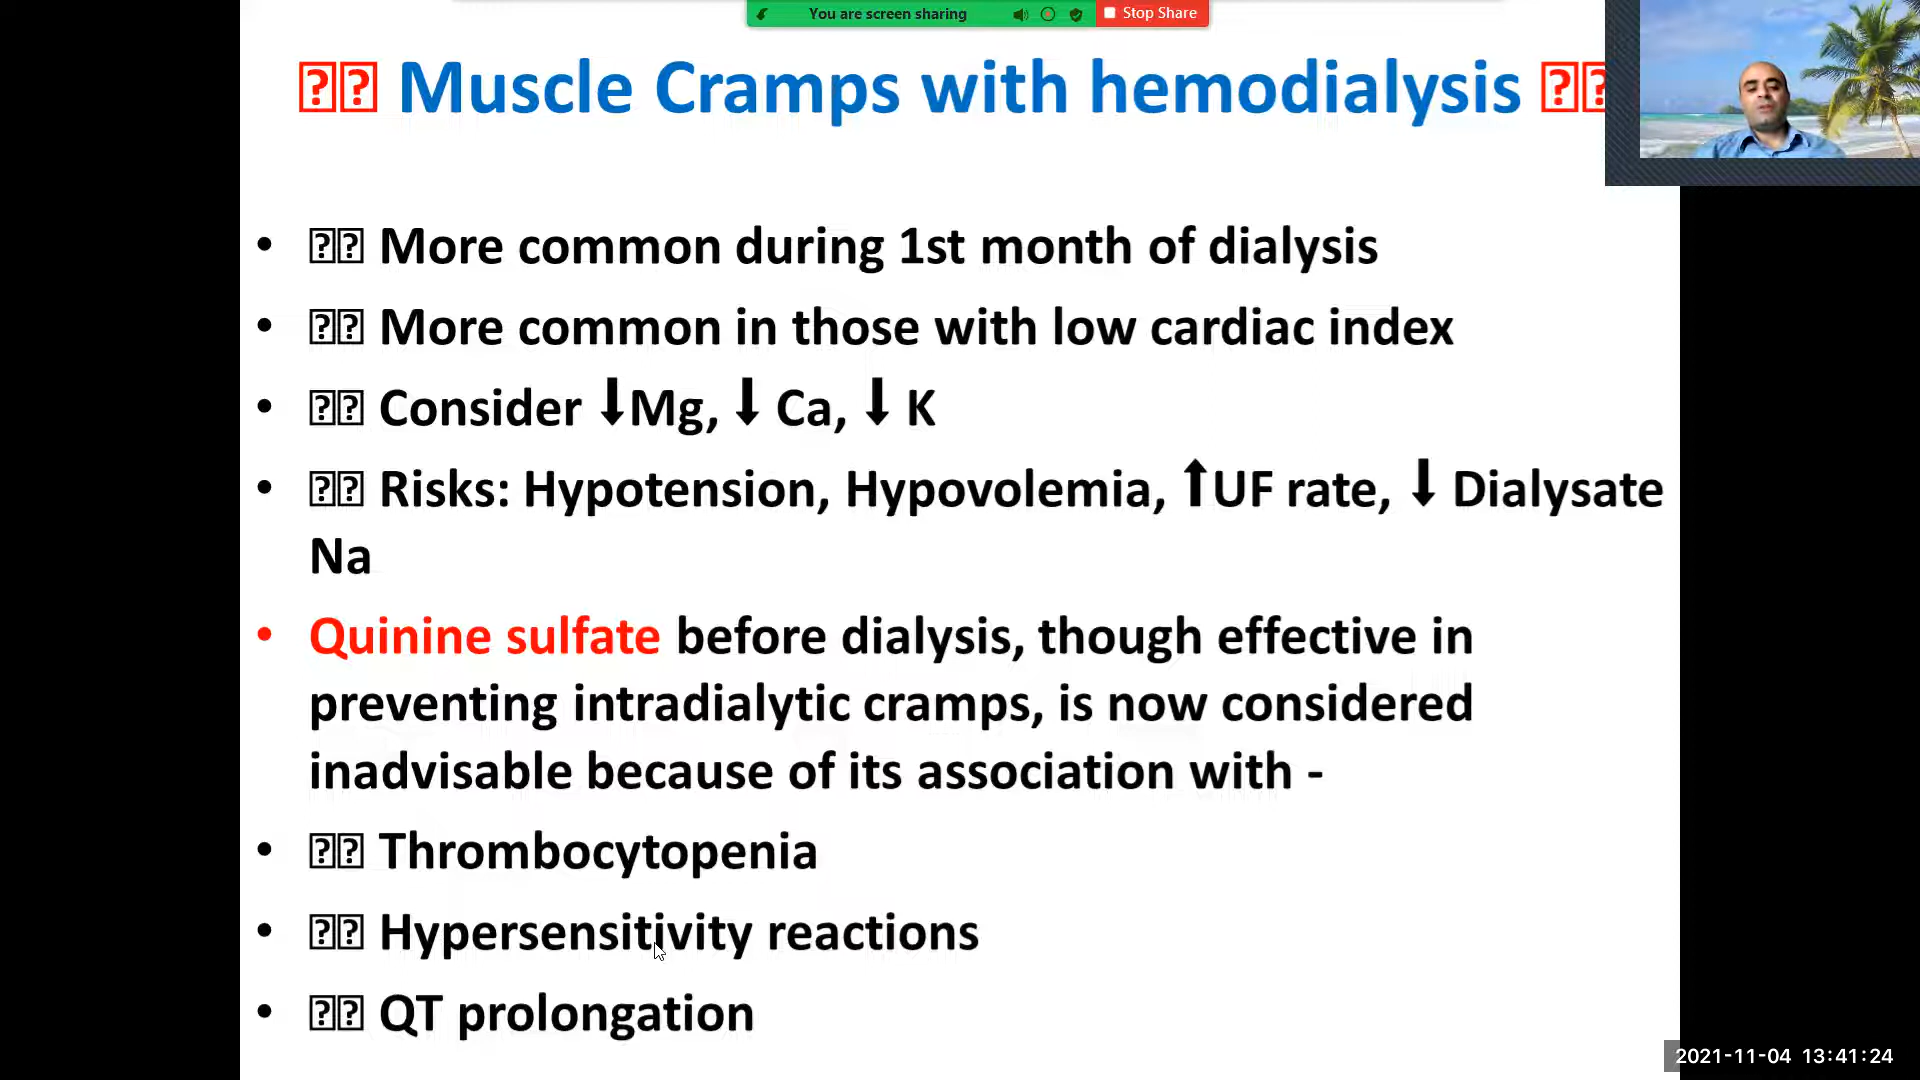 You are screen sharing
Stop Share
⍰⍰ Muscle Cramps with hemodialysis ⍰⍰
• ⍰⍰ More common during 1st month of dialysis
• ⍰⍰ More common in those with low cardiac index
• ⍰⍰ Consider ⬇Mg, ⬇ Ca, ⬇ K
• ⍰⍰ Risks: Hypotension, Hypovolemia, ⬆UF rate, ⬇ Dialysate
Na
• Quinine sulfate before dialysis, though effective in
preventing intradialytic cramps, is now considered
inadvisable because of its association with -
• ⍰⍰ Thrombocytopenia
• ⍰⍰ Hypersensitivity reactions
• ⍰⍰ QT prolongation
2021-11-04 13:41:24